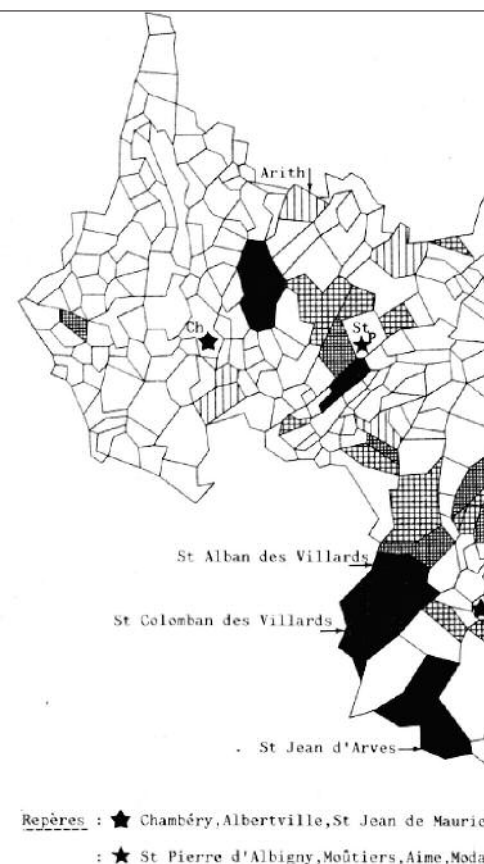 Arith
Ch
St
P
St Alban des Villards
St Colomban des Villards
St Jean d'Arves
Repères : ★ Chambéry,Albertville,St Jean de Mauric
: ★ St Pierre d'Albigny,Moûtiers,Aime,Moda